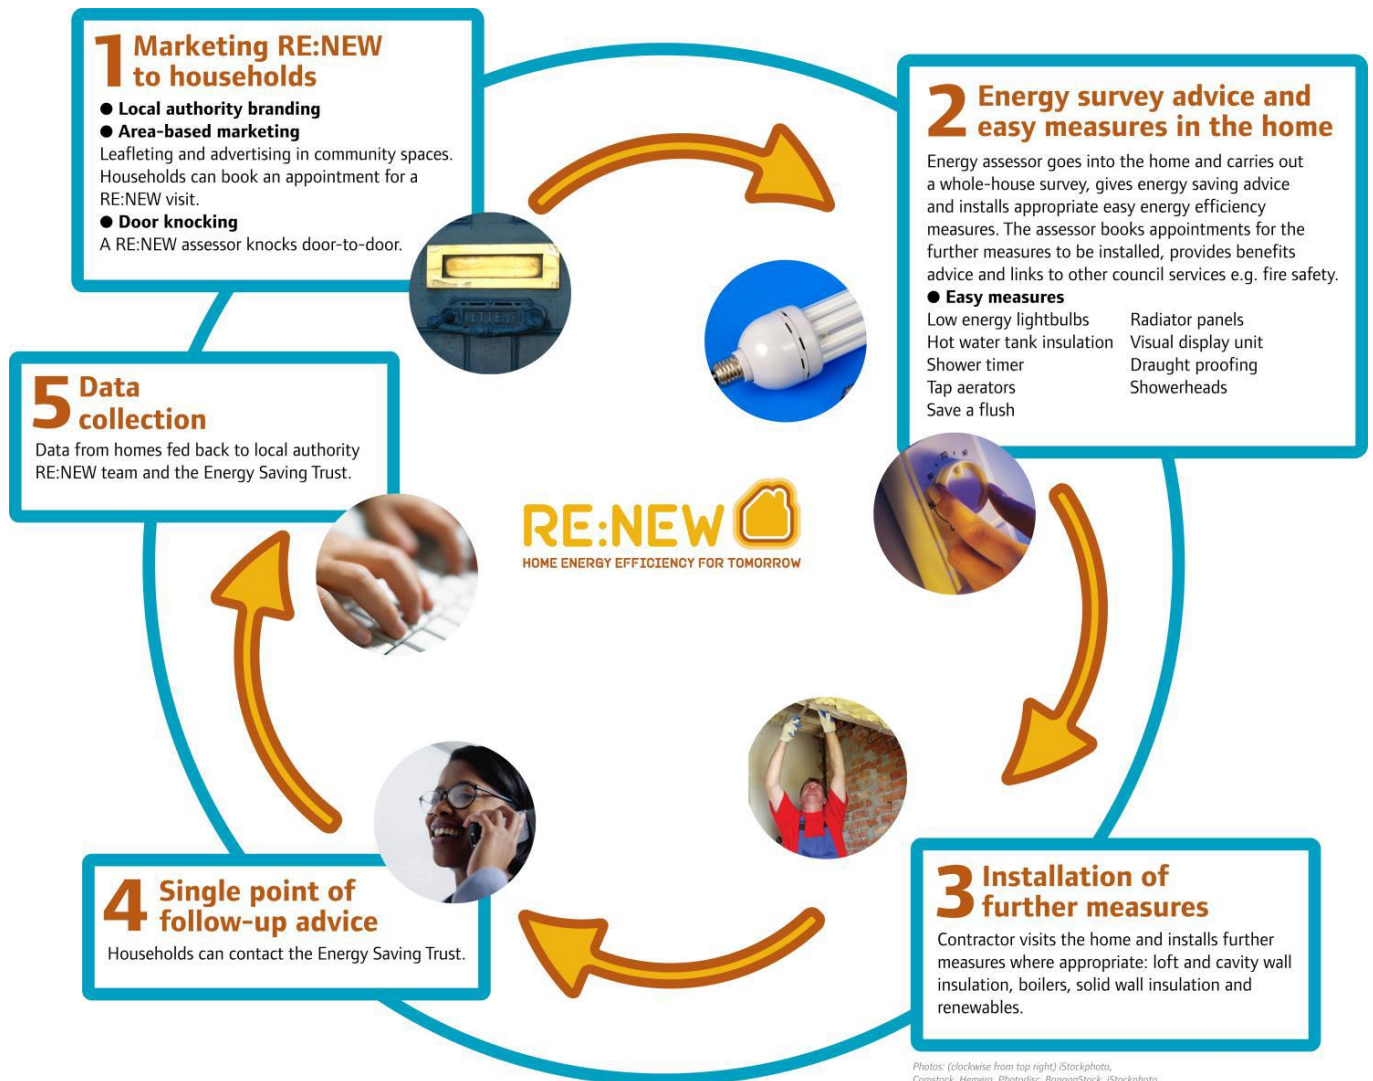 1 Marketing RE:NEW
to households
● Local authority branding
● Area-based marketing
Leafleting and advertising in community spaces.
Households can book an appointment for a
RE:NEW visit.
● Door knocking
A RE:NEW assessor knocks door-to-door.
LETTERS
2 Energy survey advice and
easy measures in the home
Energy assessor goes into the home and carries out
a whole-house survey, gives energy saving advice
and installs appropriate easy energy efficiency
measures. The assessor books appointments for the
further measures to be installed, provides benefits
advice and links to other council services e.g. fire safety.
● Easy measures
Low energy lightbulbs
Hot water tank insulation
Shower timer
Tap aerators
Save a flush
Radiator panels
Visual display unit
Draught proofing
Showerheads
5 Data
collection
Data from homes fed back to local authority
RE:NEW team and the Energy Saving Trust.
RE:NEW
HOME ENERGY EFFICIENCY FOR TOMORROW
4 Single point of
follow-up advice
Households can contact the Energy Saving Trust.
3 Installation of
further measures
Contractor visits the home and installs further
measures where appropriate: loft and cavity wall
insulation, boilers, solid wall insulation and
renewables.
Photos: (clockwise from top right) iStockphoto,
Comstock, Hemera, Photodisc, BananaStock, iStockphoto